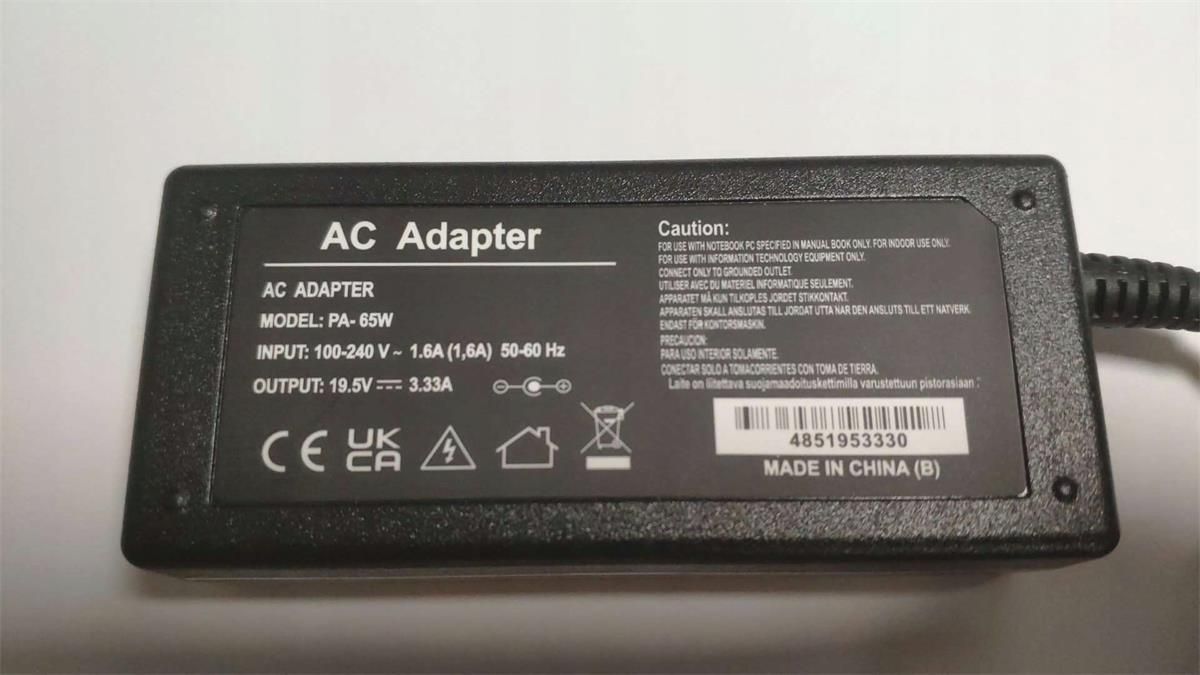 AC Adapter
AC ADAPTER
MODEL: PA- 65W
INPUT: 100-240 V ~ 1.6A (1,6A) 50-60 Hz
OUTPUT: 19.5V 3.33A
CE UK
CA
Caution:
FOR USE WITH NOTEBOOK PC SPECIFIED IN MANUAL BOOK ONLY. FOR INDOOR USE ONLY.
FOR USE WITH INFORMATION TECHNOLOGY EQUIPMENT ONLY.
CONNECT ONLY TO GROUNDED OUTLET.
UTILISER AVEC DU MATERIEL INFORMATIQUE SEULEMENT.
APPARATET MÅ KUN TILKOPLES JORDET STIKKONTAKT.
APPARATEN SKALL ANSLUTAS TILL JORDAT UTTA NAR DEN ANSLUTS TILL ETT NATVERK.
ENDAST FÖR KONTORSMASKIN.
PRECAUCION:
PARA USO INTERIOR SOLAMENTE.
CONECTAR SOLO A TOMACORRIENTES CON TOMA DE TIERRA.
Laite on liitettava suojamaadoituskettimilla varustettuun pistorasiaan :
4851953330
MADE IN CHINA (B)